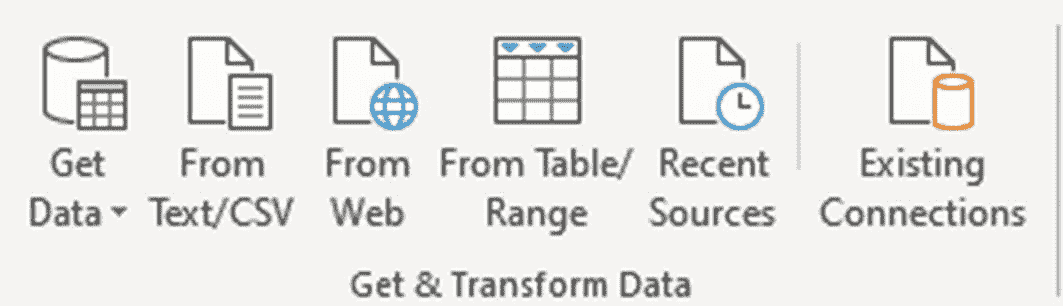 Get
Data
From
Text/CSV
From
Web
From Table/
Range
Recent
Sources
Existing
Connections
Get & Transform Data